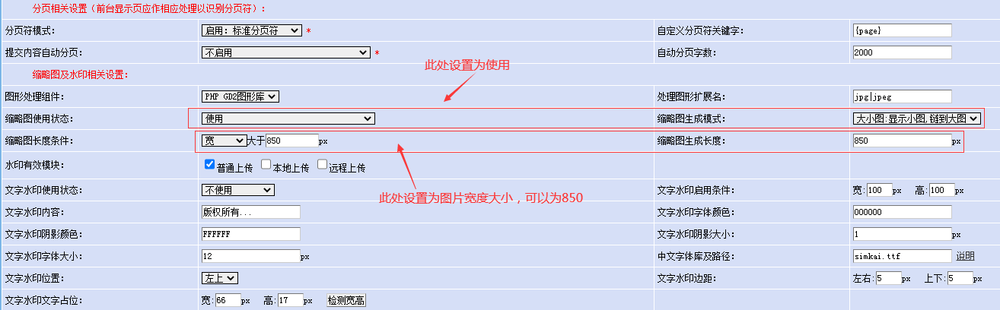 分页相关设置（前台显示页应作相应处理以识别分页符）：
分页符模式： 启用：标准分页符 * 自定义分页符关键字： {page}
提交内容自动分页： 不启用 * 自动分页字数： 2000
缩略图及水印相关设置： 此处设置为使用
图形处理组件： PHP GD2图形库 处理图形扩展名： jpg|jpeg
缩略图使用状态： 使用 缩略图生成模式： 大小图:显示小图,链到大图
缩略图长度条件： 宽 大于850px 缩略图生成长度： 850 px
水印有效模块： 普通上传 本地上传 远程上传
文字水印使用状态： 不使用 文字水印启用条件： 宽:100px 高:100px
此处设置为图片宽度大小，可以为850
文字水印内容： 版权所有... 文字水印字体颜色： 000000
文字水印阴影颜色： FFFFFF 文字水印阴影大小： 1 px
文字水印字体大小： 12 px 中文字体库及路径： simkai.ttf 说明
文字水印位置： 左上 文字水印边距： 左右:5px 上下:5px
文字水印文字占位： 宽:66px 高:17px 检测宽高